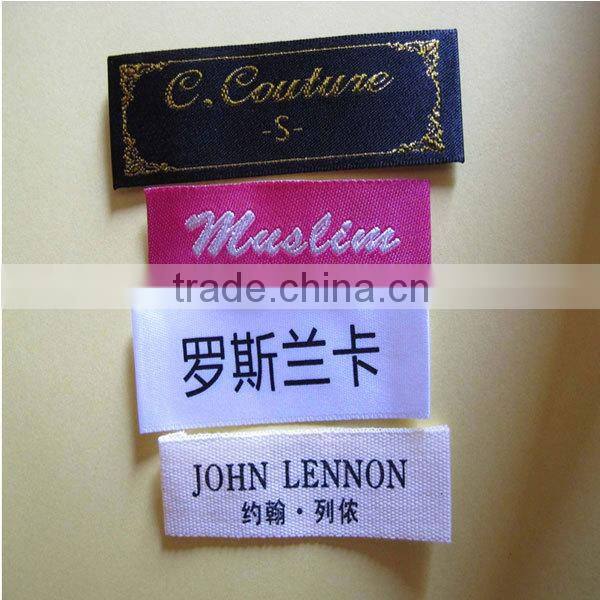 C. Couture
-S-
Muslim
trade.china.cn
罗斯兰卡
JOHN LENNON
约翰·列侬